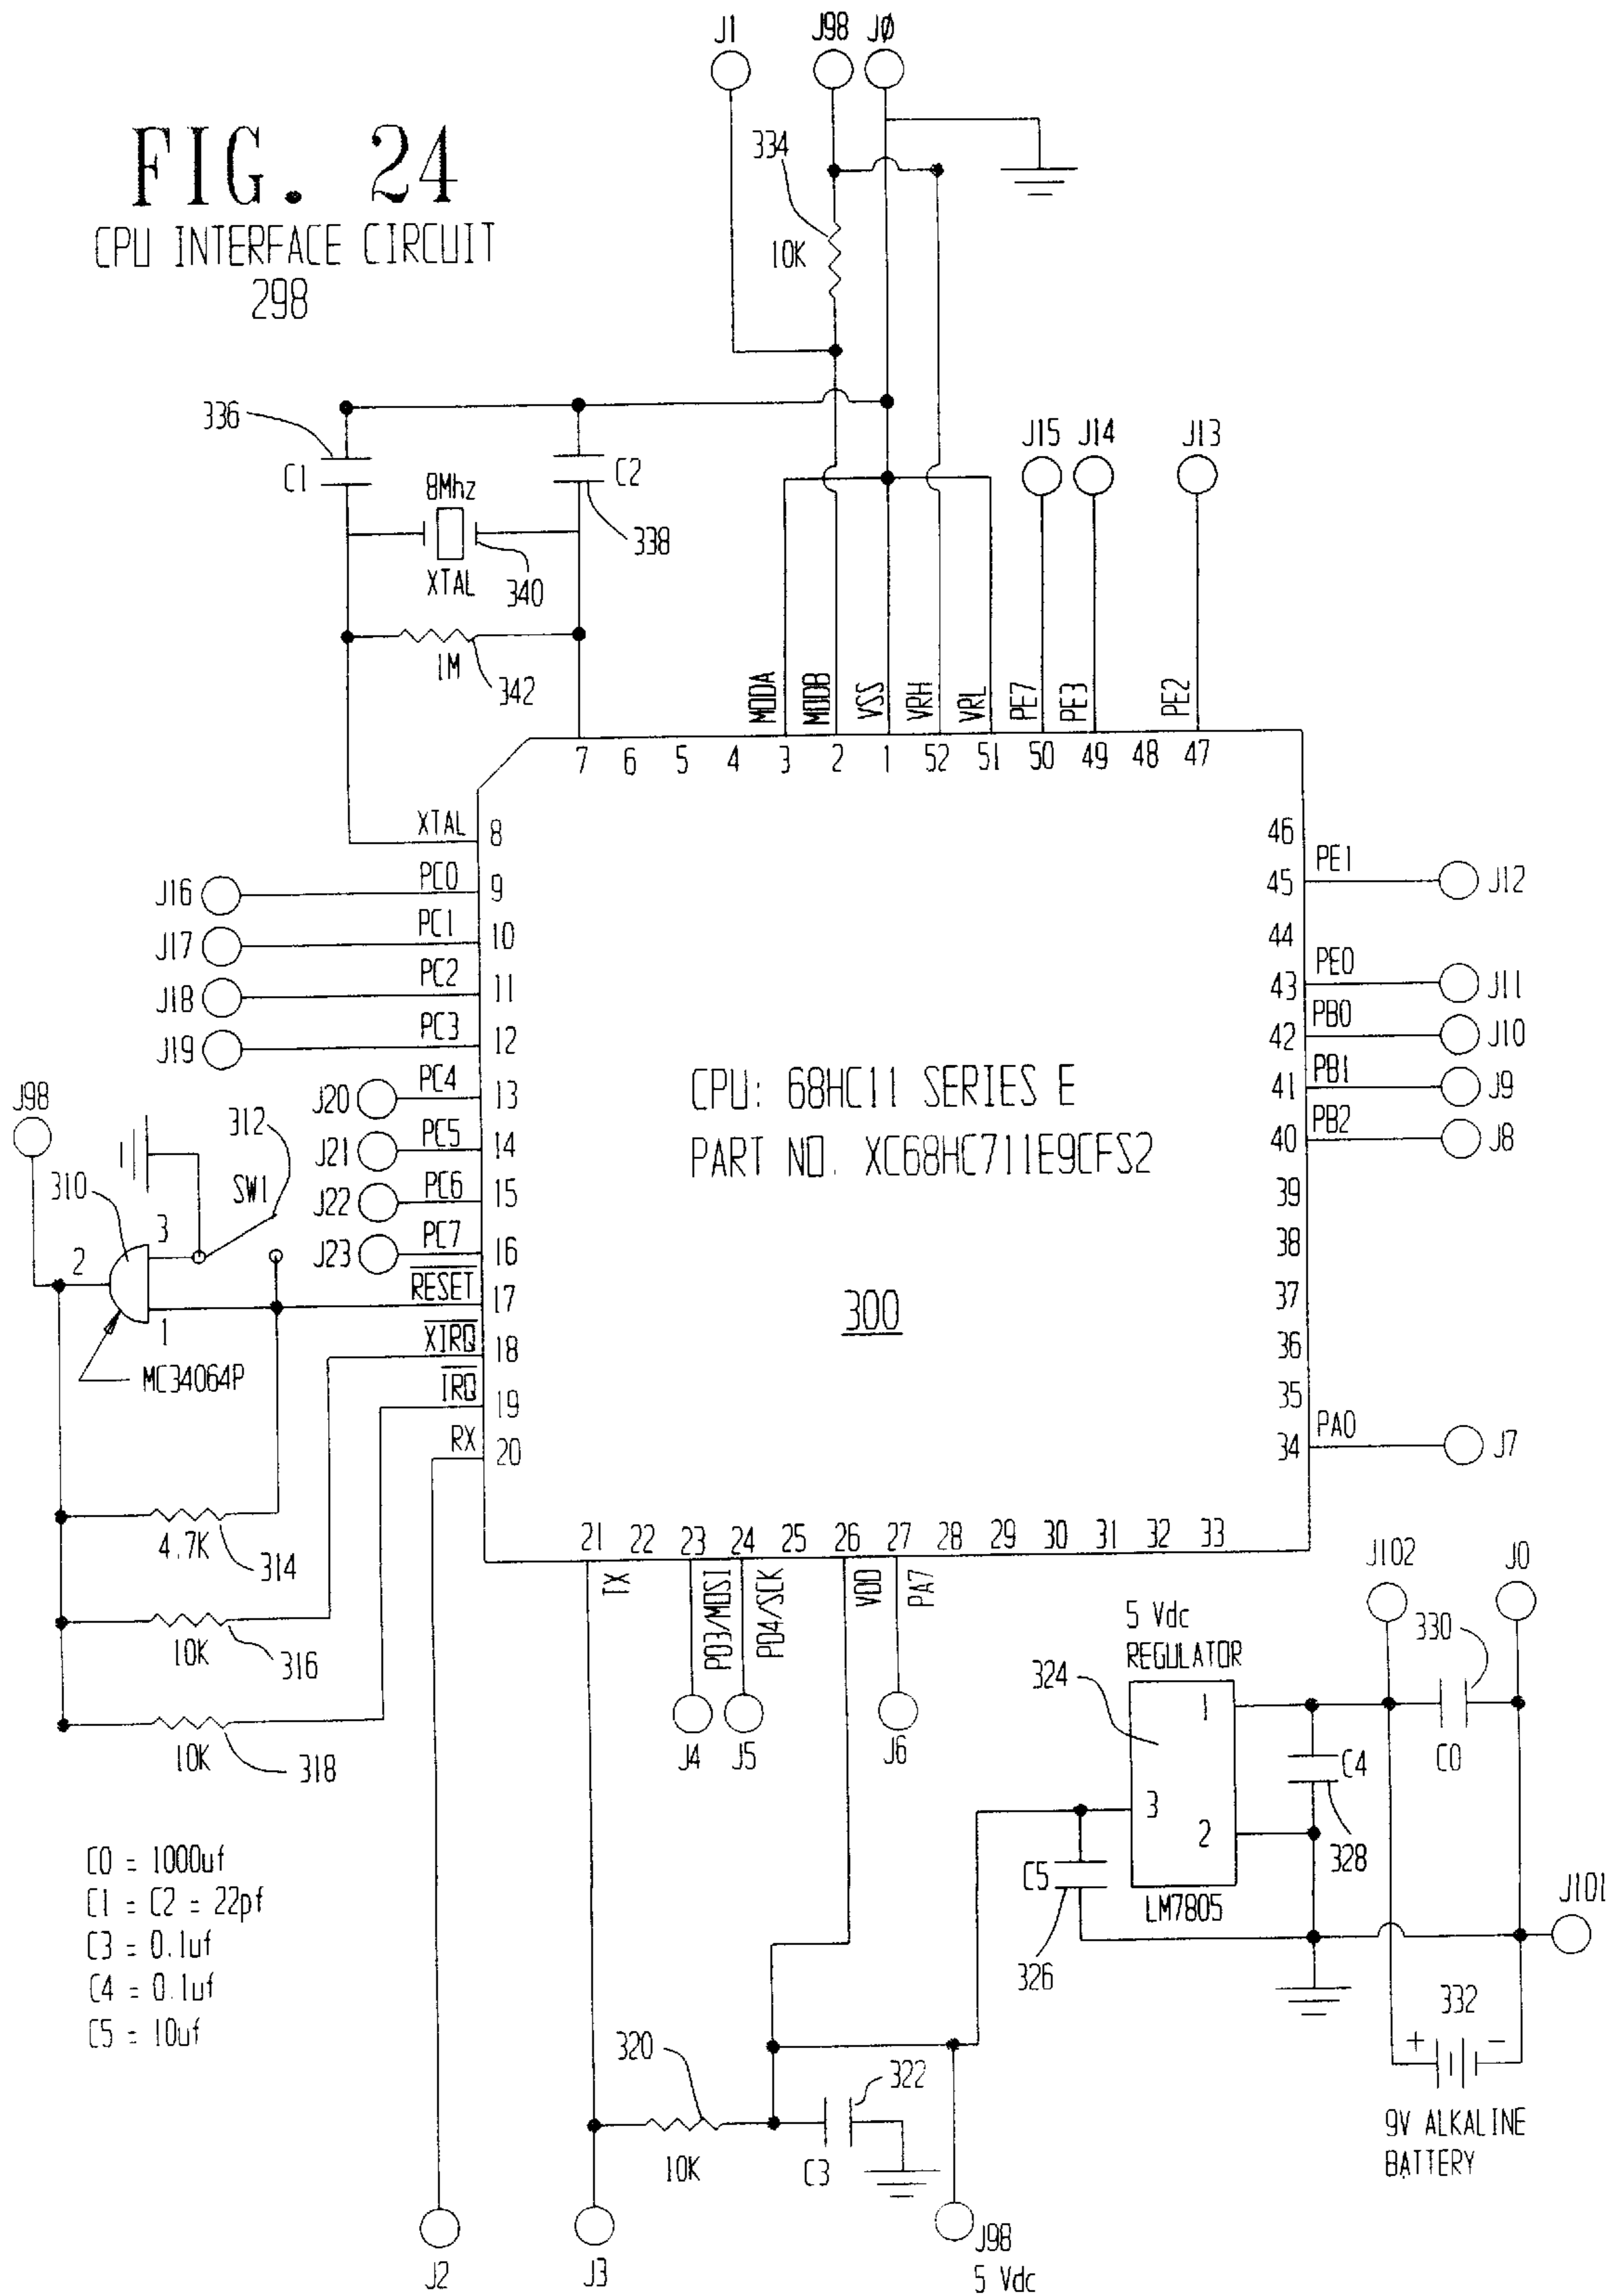 J1
J98
JØ
FIG. 24
CPU INTERFACE CIRCUIT
298
334
10K
336
C1
8Mhz
XTAL
340
C2
338
1M
342
J15
J14
J13
MODA
MODB
VSS
VRH
VRL
PE7
PE3
PE2
7 6 5 4 3 2 1 52 51 50 49 48 47
XTAL 8
J16 PC0 9
J17 PC1 10
J18 PC2 11
J19 PC3 12
J20 PC4 13
J21 PC5 14
J22 PC6 15
J23 PC7 16
RESET 17
XIRQ 18
IRQ 19
RX 20
46
45 PE1 J12
44
43 PE0 J11
42 PB0 J10
41 PB1 J9
40 PB2 J8
39
38
37
36
35
34 PA0 J7
CPU: 68HC11 SERIES E
PART NO. XC68HC711E9CFS2
300
J98
310
312
SW1
3
2
1
MC34064P
4.7K
314
10K
316
10K
318
21 22 23 24 25 26 27 28 29 30 31 32 33
TX
PD3/MOSI
PD4/SCK
VDD
PA7
J4
J5
J6
5 Vdc
REGULATOR
324
1
3
2
LM7805
J102
J0
330
C0
C4
328
C5
326
J101
332
+ -
9V ALKALINE
BATTERY
C0 = 1000uf
C1 = C2 = 22pf
C3 = 0.1uf
C4 = 0.1uf
C5 = 10uf
320
10K
322
C3
J2
J3
J98
5 Vdc